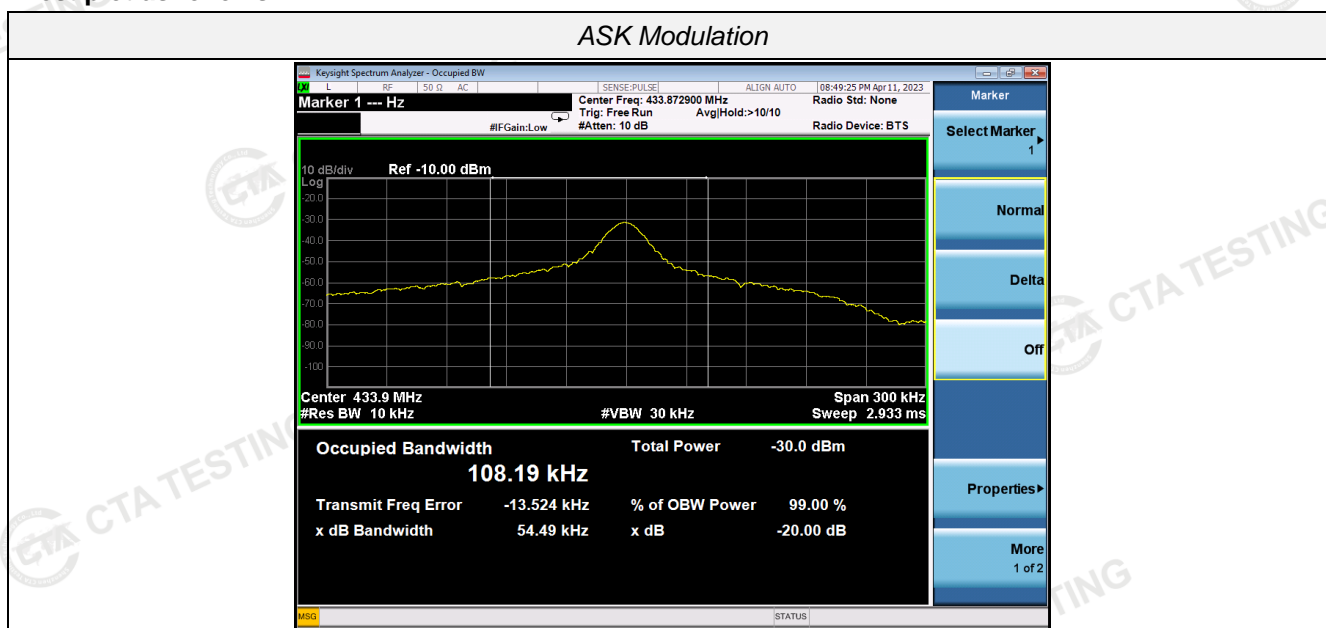 ASK Modulation
Keysight Spectrum Analyzer - Occupied BW
LXI L RF 50 Ω AC SENSE:PULSE ALIGN AUTO 08:49:25 PM Apr 11, 2023
Marker 1 --- Hz
Center Freq: 433.872900 MHz
Radio Std: None
Trig: Free Run Avg|Hold:>10/10
#IFGain:Low #Atten: 10 dB Radio Device: BTS
10 dB/div Ref -10.00 dBm
Log
-20.0
-30.0
-40.0
-50.0
-60.0
-70.0
-80.0
-90.0
-100
Center 433.9 MHz Span 300 kHz
#Res BW 10 kHz #VBW 30 kHz Sweep 2.933 ms
Occupied Bandwidth Total Power -30.0 dBm
108.19 kHz
Transmit Freq Error -13.524 kHz % of OBW Power 99.00 %
x dB Bandwidth 54.49 kHz x dB -20.00 dB
MSG STATUS
Marker
Select Marker
1
Normal
Delta
Off
Properties
More
1 of 2
CTA TESTING
CTA TESTING